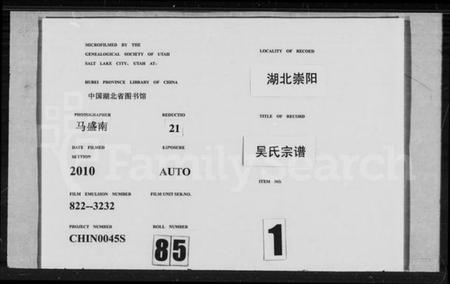 MICROFILMED BY THE
GENEALOGICAL SOCIETY OF UTAH
SALT LAKE CITY, UTAH AT:
HUBEI PROVINCE LIBRARY OF CHINA
中国湖北省图书馆
PHOTOGRAPHER
马盛南
REDUCTIO
21
DATE FILMED
SETTION
2010
EXPOSURE
AUTO
FILM EMULSION NUMBER
822--3232
FILM UNIT SER.NO.
PROJECT NUMBER
CHIN0045S
ROLL NUMBER
85
LOCALITY OF RECORD
湖北崇阳
TITLE OF RECORD
吴氏宗谱
ITEM NO.
1
FamilySearch